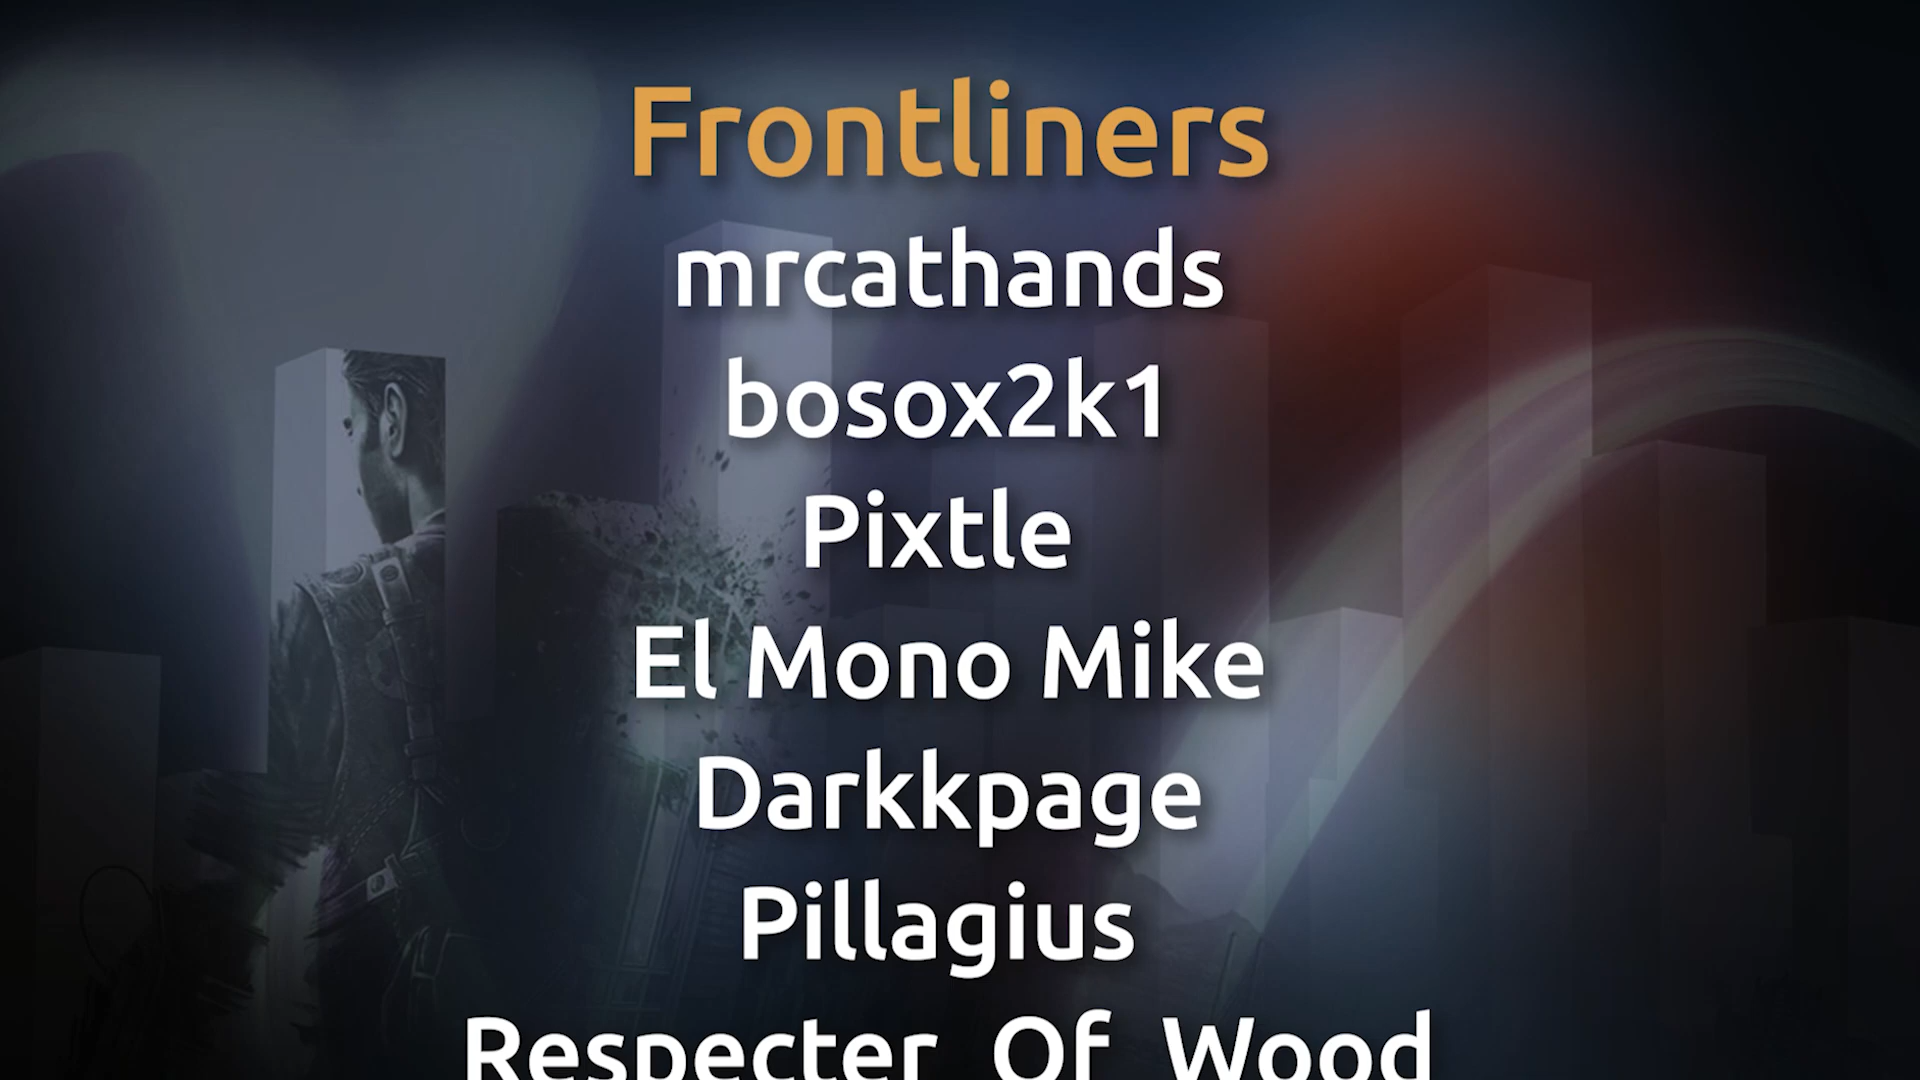 Frontliners
mrcathands
bosox2k1
Pixtle
El Mono Mike
Darkkpage
Pillagius
Respecter Of Wood